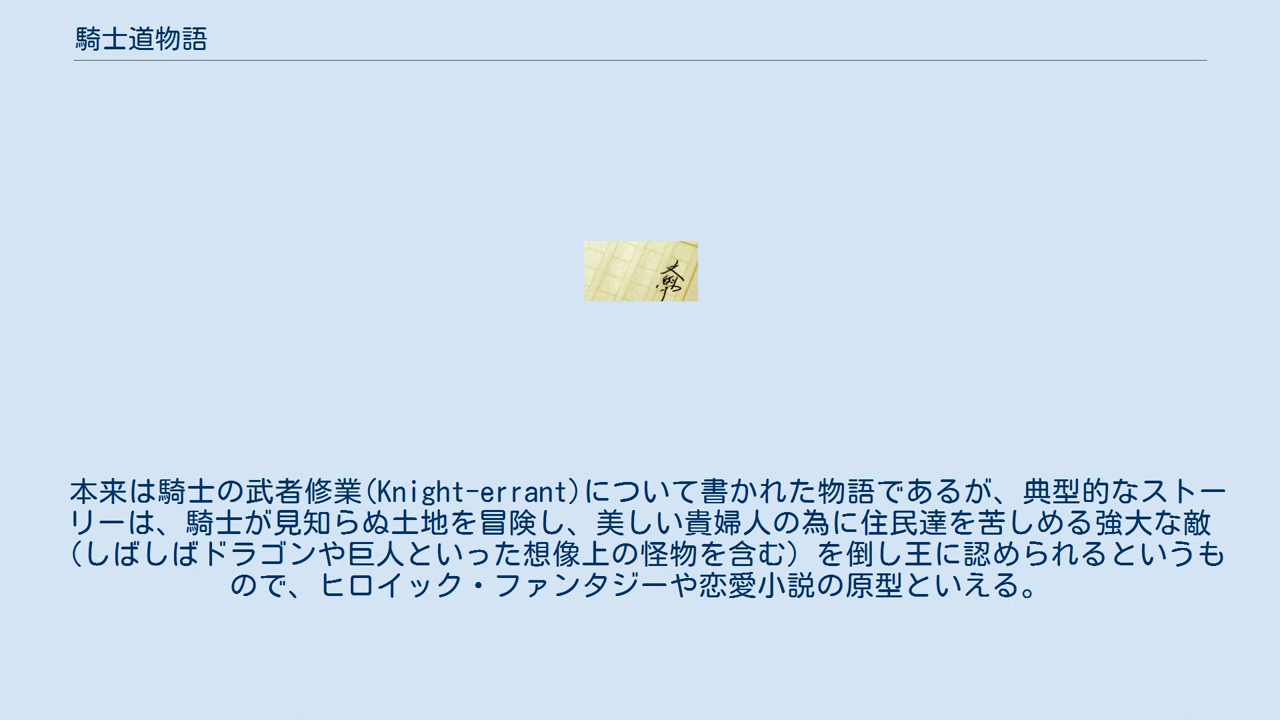 騎士道物語
本来は騎士の武者修業(Knight-errant)について書かれた物語であるが、典型的なストー
リーは、騎士が見知らぬ土地を冒険し、美しい貴婦人の為に住民達を苦しめる強大な敵
(しばしばドラゴンや巨人といった想像上の怪物を含む) を倒し王に認められるというも
ので、ヒロイック・ファンタジーや恋愛小説の原型といえる。